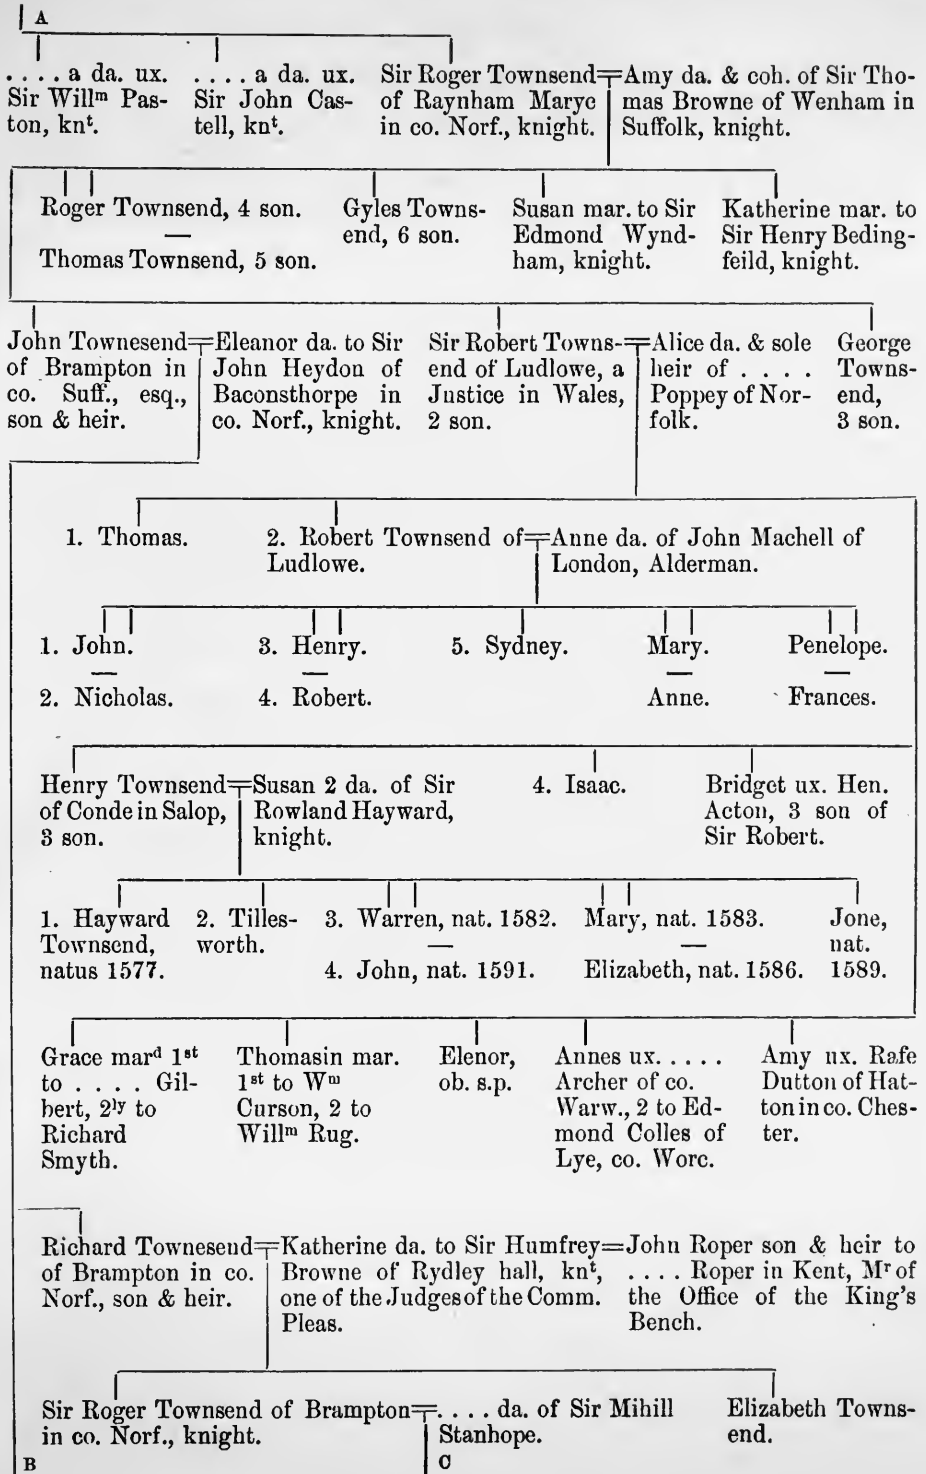 A
. . . . a da. ux. Sir Willm Pas-
ton, knt.
. . . . a da. ux.
Sir John Cas-
tell, knt.
Sir Roger Townsend
of Raynham Marye
in co. Norf., knight.
Amy da. & coh. of Sir Tho-
mas Browne of Wenham in
Suffolk, knight.
Roger Townsend, 4 son.
—
Thomas Townsend, 5 son.
Gyles Towns-
end, 6 son.
Susan mar. to Sir
Edmond Wynd-
ham, knight.
Katherine mar. to
Sir Henry Beding-
feild, knight.
John Townesend
of Brampton in
co. Suff., esq.,
son & heir.
Eleanor da. to Sir
John Heydon of
Baconsthorpe in
co. Norf., knight.
Sir Robert Towns-
end of Ludlowe, a
Justice in Wales,
2 son.
Alice da. & sole
heir of . . . .
Poppey of Nor-
folk.
George
Towns-
end,
3 son.
1. Thomas.
2. Robert Townsend of
Ludlowe.
Anne da. of John Machell of
London, Alderman.
1. John.
—
2. Nicholas.
3. Henry.
—
4. Robert.
5. Sydney.
Mary.
—
Anne.
Penelope.
—
Frances.
Henry Townsend
of Conde in Salop,
3 son.
Susan 2 da. of Sir
Rowland Hayward,
knight.
4. Isaac.
Bridget ux. Hen.
Acton, 3 son of
Sir Robert.
1. Hayward
Townsend,
natus 1577.
2. Tilles-
worth.
3. Warren, nat. 1582.
—
4. John, nat. 1591.
Mary, nat. 1583.
—
Elizabeth, nat. 1586.
Jone,
nat.
1589.
Grace mard 1st
to . . . . Gil-
bert, 2ly to
Richard
Smyth.
Thomasin mar.
1st to Wm
Curson, 2 to
Willm Rug.
Elenor,
ob. s.p.
Annes ux. . . . .
Archer of co.
Warw., 2 to Ed-
mond Colles of
Lye, co. Worc.
Amy ux. Rafe
Dutton of Hat-
ton in co. Ches-
ter.
Richard Townesend
of Brampton in co.
Norf., son & heir.
Katherine da. to Sir Humfrey
Browne of Rydley hall, knt,
one of the Judges of the Comm.
Pleas.
John Roper son & heir to
. . . . Roper in Kent, Mr of
the Office of the King's
Bench.
Sir Roger Townsend of Brampton
in co. Norf., knight.
. . . . da. of Sir Mihill
Stanhope.
Elizabeth Towns-
end.
B
C